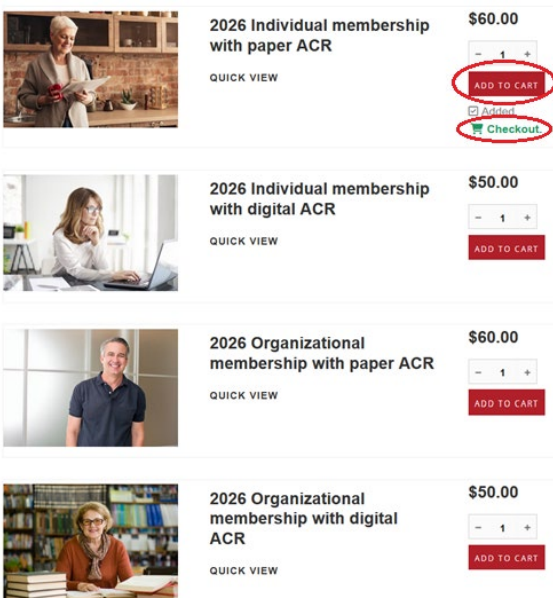 2026 Individual membership
with paper ACR
QUICK VIEW
$60.00
- 1 +
ADD TO CART
Added.
Checkout.
2026 Individual membership
with digital ACR
QUICK VIEW
$50.00
- 1 +
ADD TO CART
2026 Organizational
membership with paper ACR
QUICK VIEW
$60.00
- 1 +
ADD TO CART
2026 Organizational
membership with digital
ACR
QUICK VIEW
$50.00
- 1 +
ADD TO CART